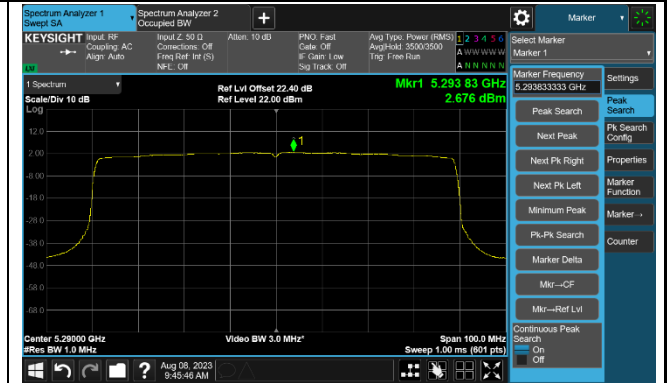 Spectrum Analyzer 1
Swept SA
Spectrum Analyzer 2
Occupied BW
+
Marker
KEYSIGHT
Input: RF
Coupling: AC
Align: Auto
Input Z: 50 Ω
Corrections: Off
Freq Ref: Int (S)
NFE: Off
Atten: 10 dB
PNO: Fast
Gate: Off
IF Gain: Low
Sig Track: Off
Avg Type: Power (RMS)
Avg|Hold: 3500/3500
Trig: Free Run
1 2 3 4 5 6
A W W W W W
A N N N N N
LNI
Select Marker
Marker 1
1 Spectrum
Scale/Div 10 dB
Log
Ref Lvl Offset 22.40 dB
Ref Level 22.00 dBm
Mkr1 5.293 83 GHz
2.676 dBm
12.0
2.00
-8.00
-18.0
-28.0
-38.0
-48.0
-58.0
-68.0
1
Center 5.29000 GHz
#Res BW 1.0 MHz
Video BW 3.0 MHz*
Span 100.0 MHz
Sweep 1.00 ms (601 pts)
Marker Frequency
5.293833333 GHz
Peak Search
Next Peak
Next Pk Right
Next Pk Left
Minimum Peak
Pk-Pk Search
Marker Delta
Mkr→CF
Mkr→Ref Lvl
Continuous Peak
Search
On
Off
Settings
Peak
Search
Pk Search
Config
Properties
Marker
Function
Marker→
Counter
?
Aug 08, 2023
9:45:46 AM